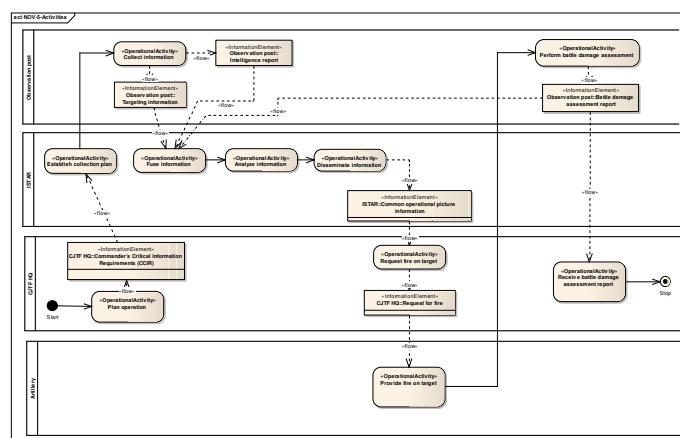 act NOV-5-Activities
Observation post
«OperationalActivity»
Collect information
«flow»
«InformationElement»
Observation post::
Intelligence report
«flow»
«InformationElement»
Observation post::
Targeting information
«flow»
«flow»
«flow»
«OperationalActivity»
Perform battle damage assessment
«flow»
«InformationElement»
Observation post::Battle damage
assessment report
«flow»
ISTAR
«OperationalActivity»
Establish collection plan
«OperationalActivity»
Fuse information
«OperationalActivity»
Analyze information
«OperationalActivity»
Disseminate information
«flow»
«InformationElement»
ISTAR::Common operational picture
information
«flow»
«flow»
CJTF HQ
«InformationElement»
CJTF HQ::Commander's Critical Information
Requirements (CCIR)
«flow»
Start
«OperationalActivity»
Plan operation
«OperationalActivity»
Request fire on target
«flow»
«InformationElement»
CJTF HQ::Request for fire
«flow»
«OperationalActivity»
Receive battle damage
assessment report
Stop
Artillery
«OperationalActivity»
Provide fire on target